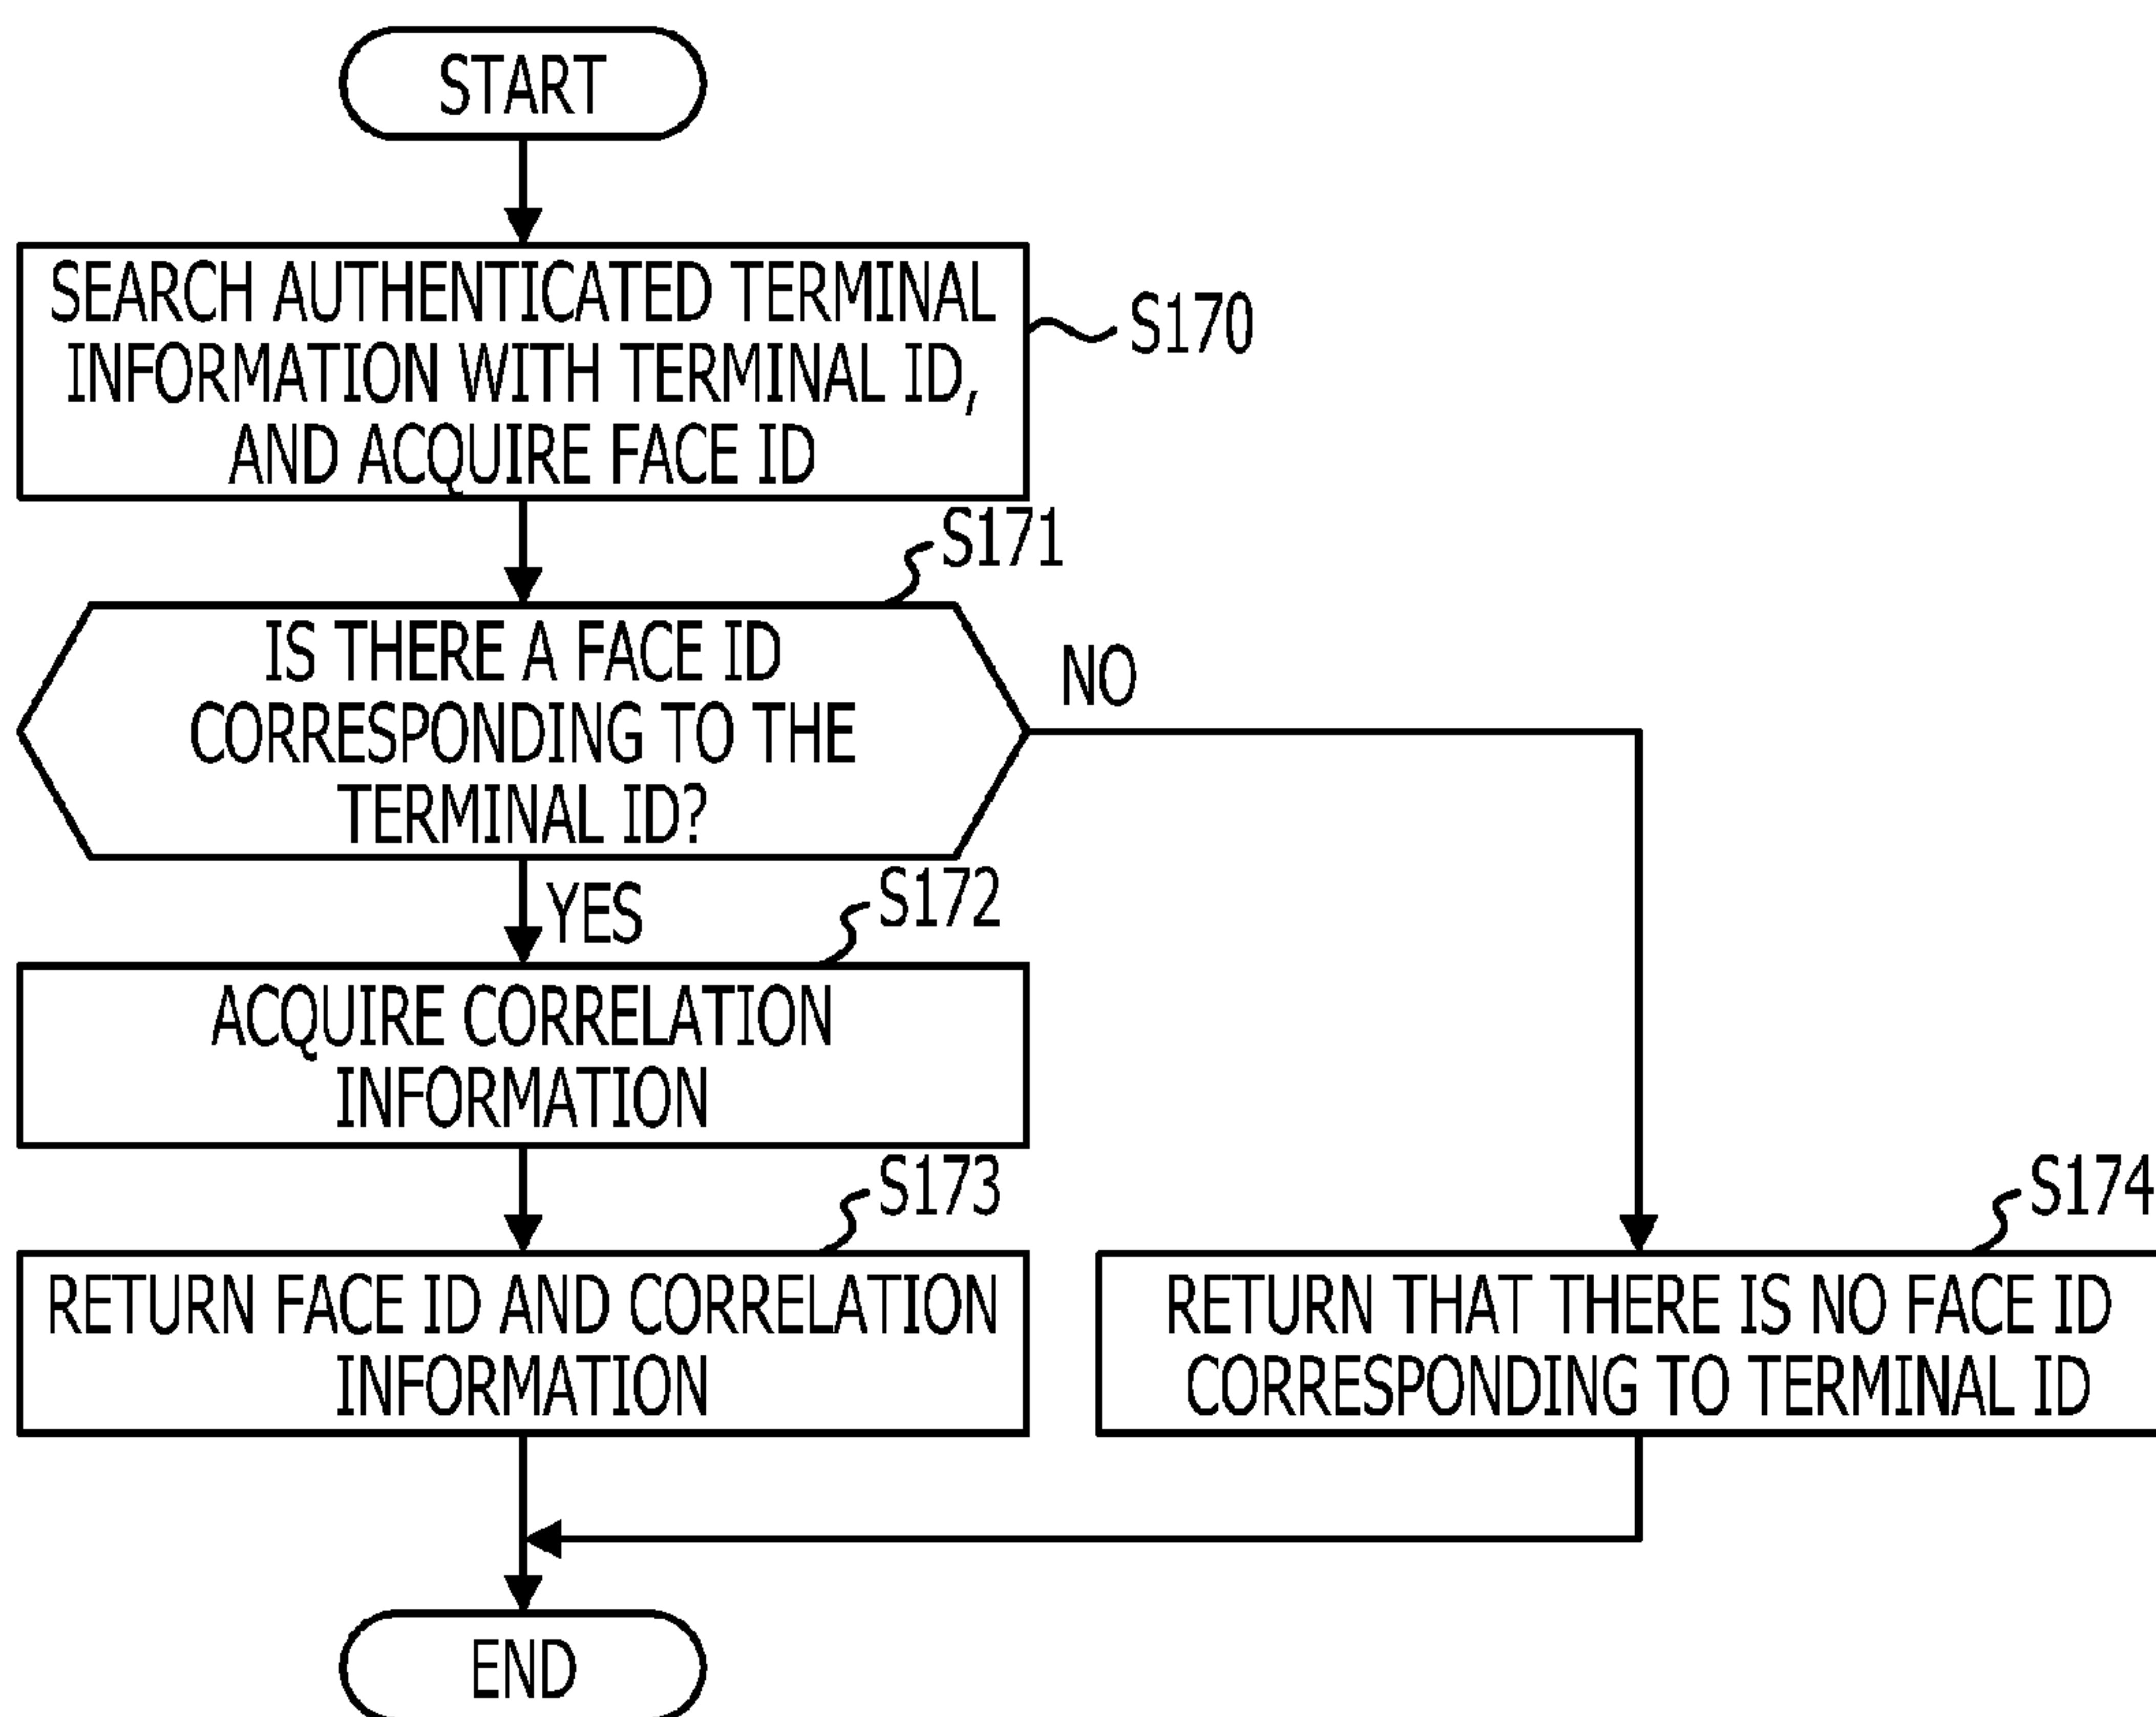 START
SEARCH AUTHENTICATED TERMINAL
INFORMATION WITH TERMINAL ID,
AND ACQUIRE FACE ID
S170
S171
IS THERE A FACE ID
CORRESPONDING TO THE
TERMINAL ID?
NO
YES
S172
ACQUIRE CORRELATION
INFORMATION
S173
RETURN FACE ID AND CORRELATION
INFORMATION
S174
RETURN THAT THERE IS NO FACE ID
CORRESPONDING TO TERMINAL ID
END